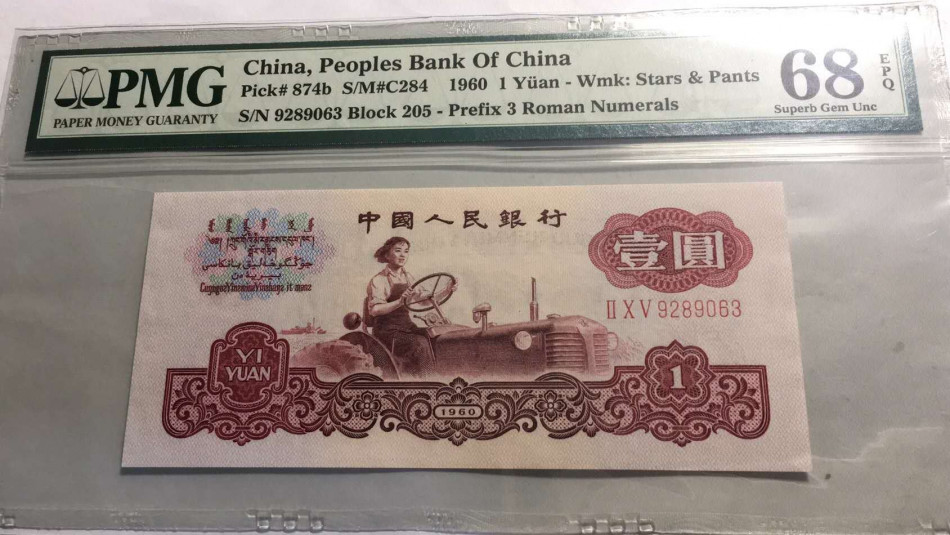 PMG
PAPER MONEY GUARANTY
China, Peoples Bank Of China
Pick# 874b S/M#C284 1960 1 Yüan - Wmk: Stars & Pants
S/N 9289063 Block 205 - Prefix 3 Roman Numerals
68
EPQ
Superb Gem Unc
中國人民銀行
壹圓
II X V 9289063
YI
YUAN
1960
1